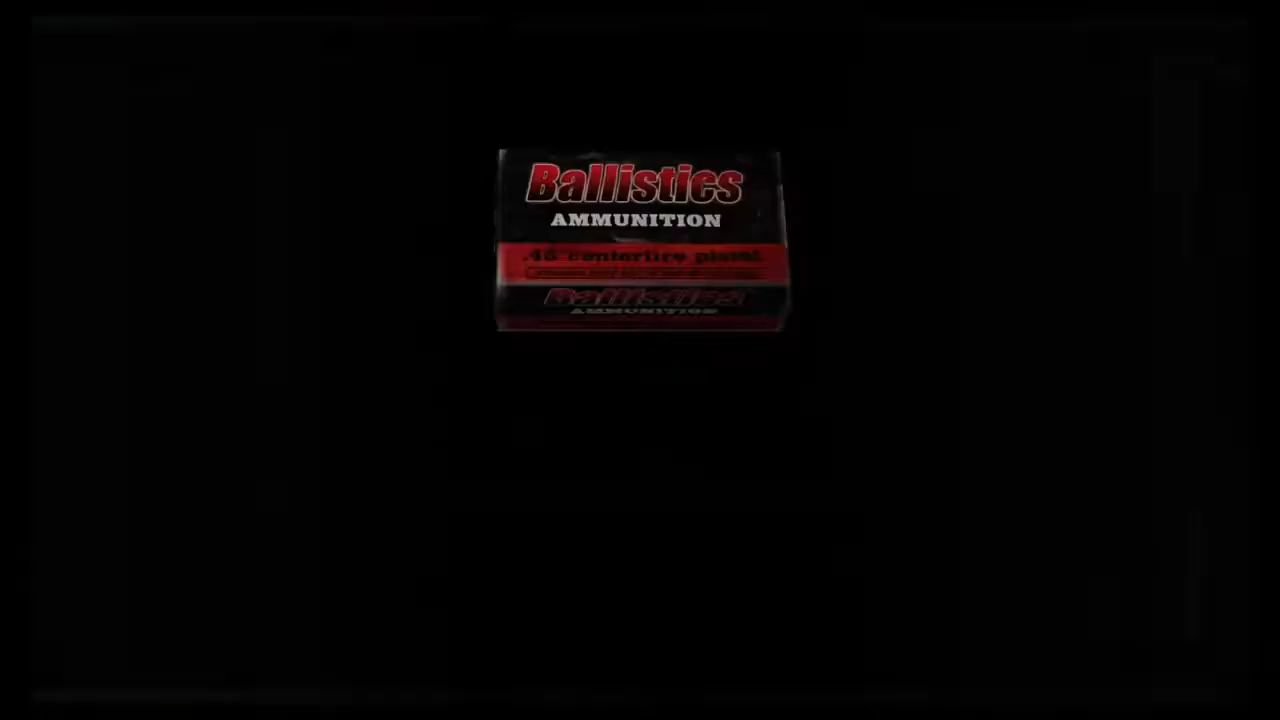 Ballistics
AMMUNITION
.45 centerfire pistol
Ballistics
AMMUNITION